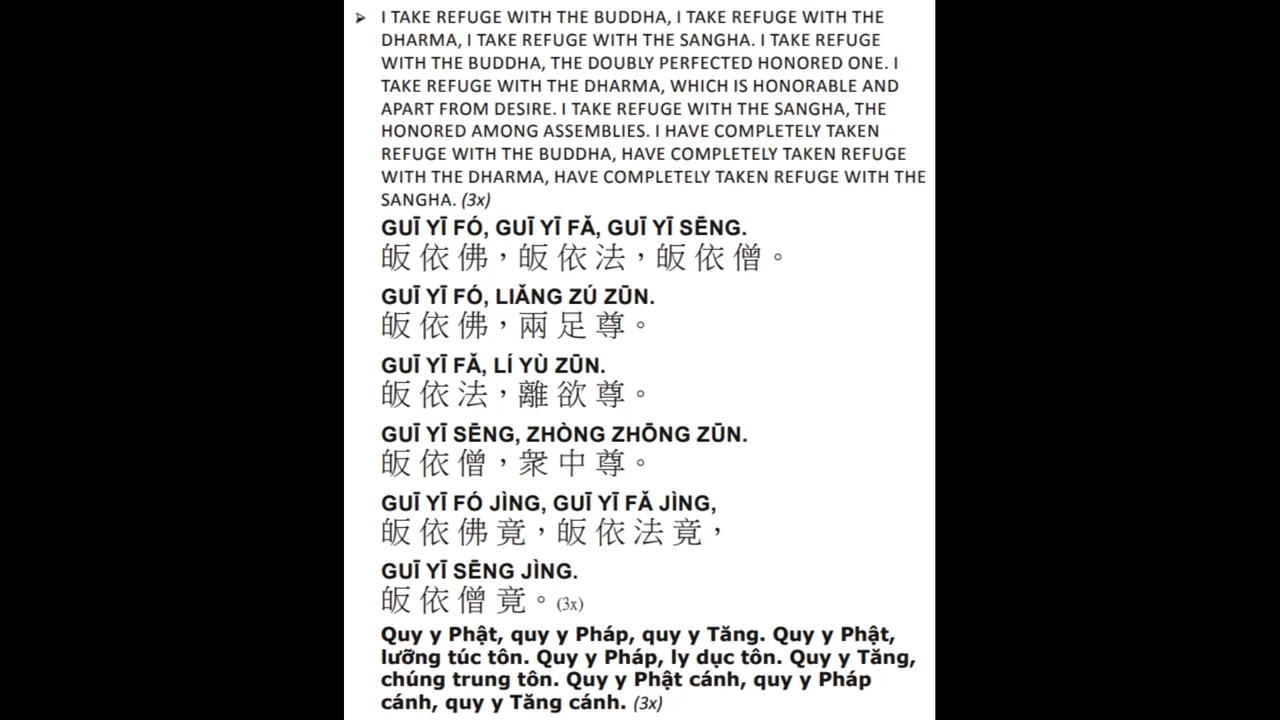 ➢ I TAKE REFUGE WITH THE BUDDHA, I TAKE REFUGE WITH THE
DHARMA, I TAKE REFUGE WITH THE SANGHA. I TAKE REFUGE
WITH THE BUDDHA, THE DOUBLY PERFECTED HONORED ONE. I
TAKE REFUGE WITH THE DHARMA, WHICH IS HONORABLE AND
APART FROM DESIRE. I TAKE REFUGE WITH THE SANGHA, THE
HONORED AMONG ASSEMBLIES. I HAVE COMPLETELY TAKEN
REFUGE WITH THE BUDDHA, HAVE COMPLETELY TAKEN REFUGE
WITH THE DHARMA, HAVE COMPLETELY TAKEN REFUGE WITH THE
SANGHA. (3x)
GUĪ YĪ FÓ, GUĪ YĪ FǍ, GUĪ YĪ SĒNG.
皈依佛，皈依法，皈依僧。
GUĪ YĪ FÓ, LIǍNG ZÚ ZŪN.
皈依佛，兩足尊。
GUĪ YĪ FǍ, LÍ YÙ ZŪN.
皈依法，離欲尊。
GUĪ YĪ SĒNG, ZHÒNG ZHŌNG ZŪN.
皈依僧，衆中尊。
GUĪ YĪ FÓ JÌNG, GUĪ YĪ FǍ JÌNG,
皈依佛竟，皈依法竟，
GUĪ YĪ SĒNG JÌNG.
皈依僧竟。(3x)
Quy y Phật, quy y Pháp, quy y Tăng. Quy y Phật,
lưỡng túc tôn. Quy y Pháp, ly dục tôn. Quy y Tăng,
chúng trung tôn. Quy y Phật cánh, quy y Pháp
cánh, quy y Tăng cánh. (3x)